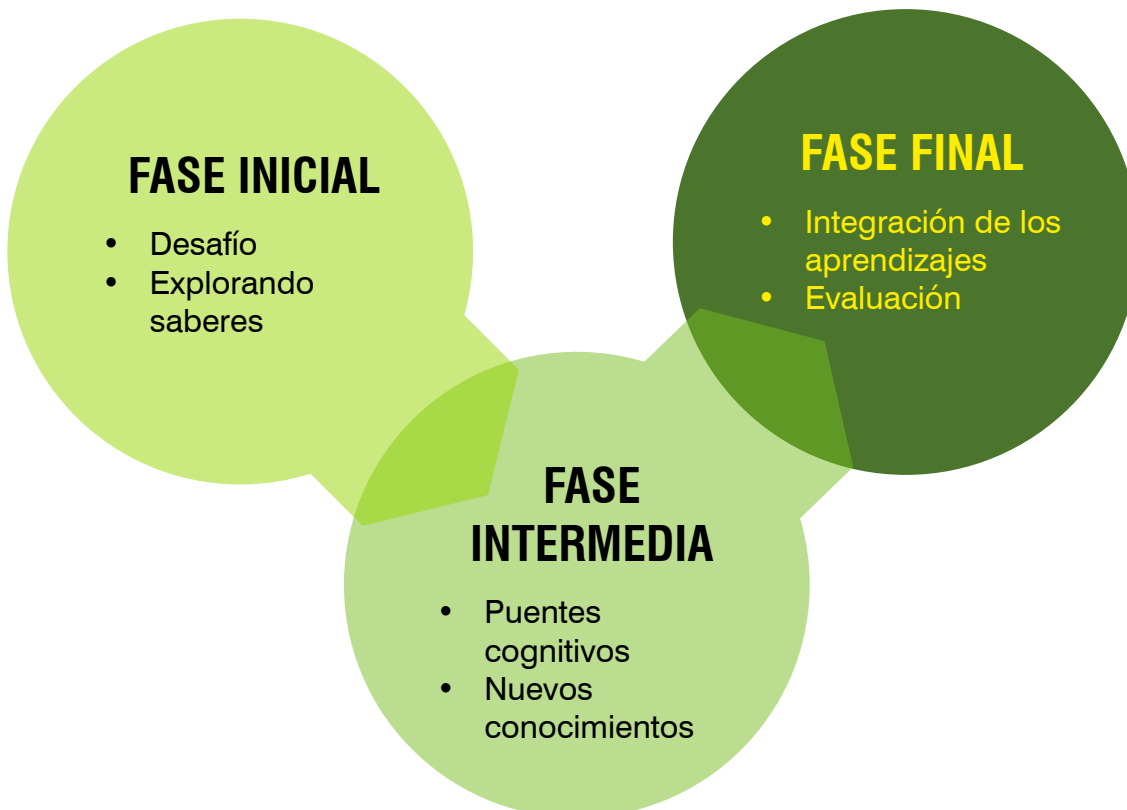 FASE INICIAL
• Desafío
• Explorando
saberes
FASE
INTERMEDIA
• Puentes
cognitivos
• Nuevos
conocimientos
FASE FINAL
• Integración de los
aprendizajes
• Evaluación